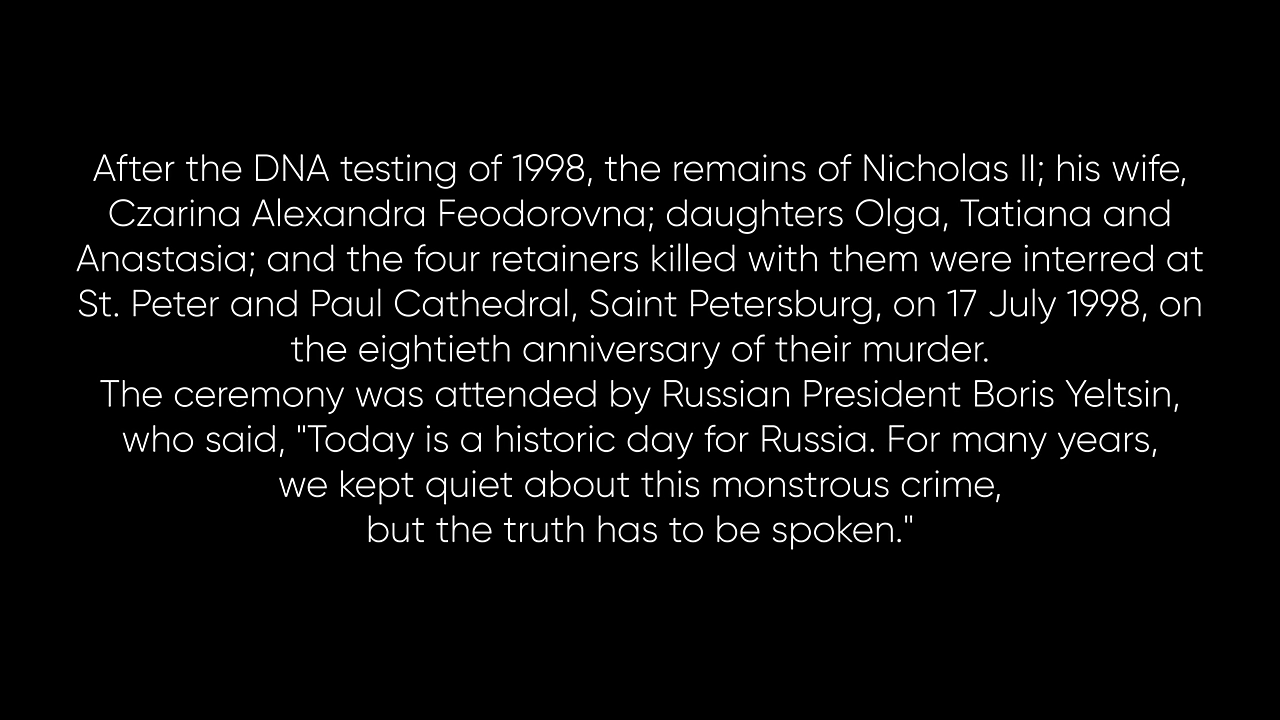 After the DNA testing of 1998, the remains of Nicholas II; his wife,
Czarina Alexandra Feodorovna; daughters Olga, Tatiana and
Anastasia; and the four retainers killed with them were interred at
St. Peter and Paul Cathedral, Saint Petersburg, on 17 July 1998, on
the eightieth anniversary of their murder.
The ceremony was attended by Russian President Boris Yeltsin,
who said, "Today is a historic day for Russia. For many years,
we kept quiet about this monstrous crime,
but the truth has to be spoken."